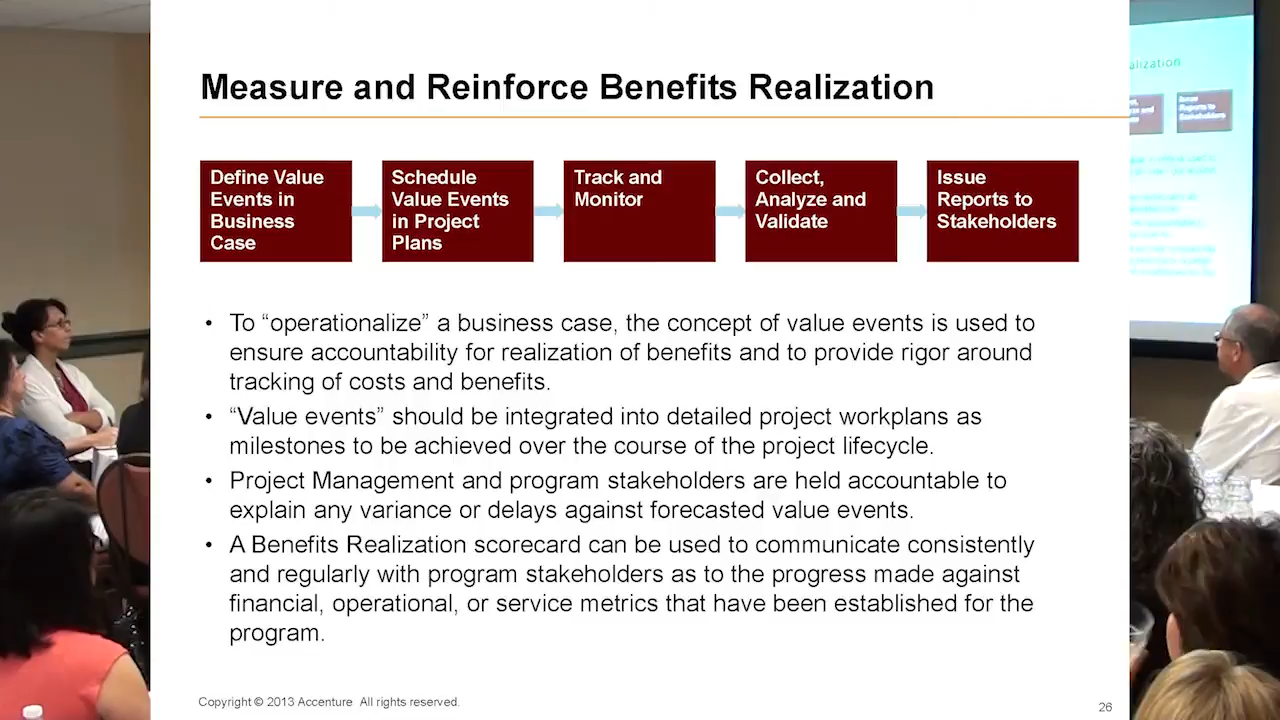 Measure and Reinforce Benefits Realization
Define Value
Events in
Business
Case
Schedule
Value Events
in Project
Plans
Track and
Monitor
Collect,
Analyze and
Validate
Issue
Reports to
Stakeholders
• To “operationalize” a business case, the concept of value events is used to
ensure accountability for realization of benefits and to provide rigor around
tracking of costs and benefits.
• “Value events” should be integrated into detailed project workplans as
milestones to be achieved over the course of the project lifecycle.
• Project Management and program stakeholders are held accountable to
explain any variance or delays against forecasted value events.
• A Benefits Realization scorecard can be used to communicate consistently
and regularly with program stakeholders as to the progress made against
financial, operational, or service metrics that have been established for the
program.
Copyright © 2013 Accenture All rights reserved.
26
alization
Issue
Reports to
Stakeholders